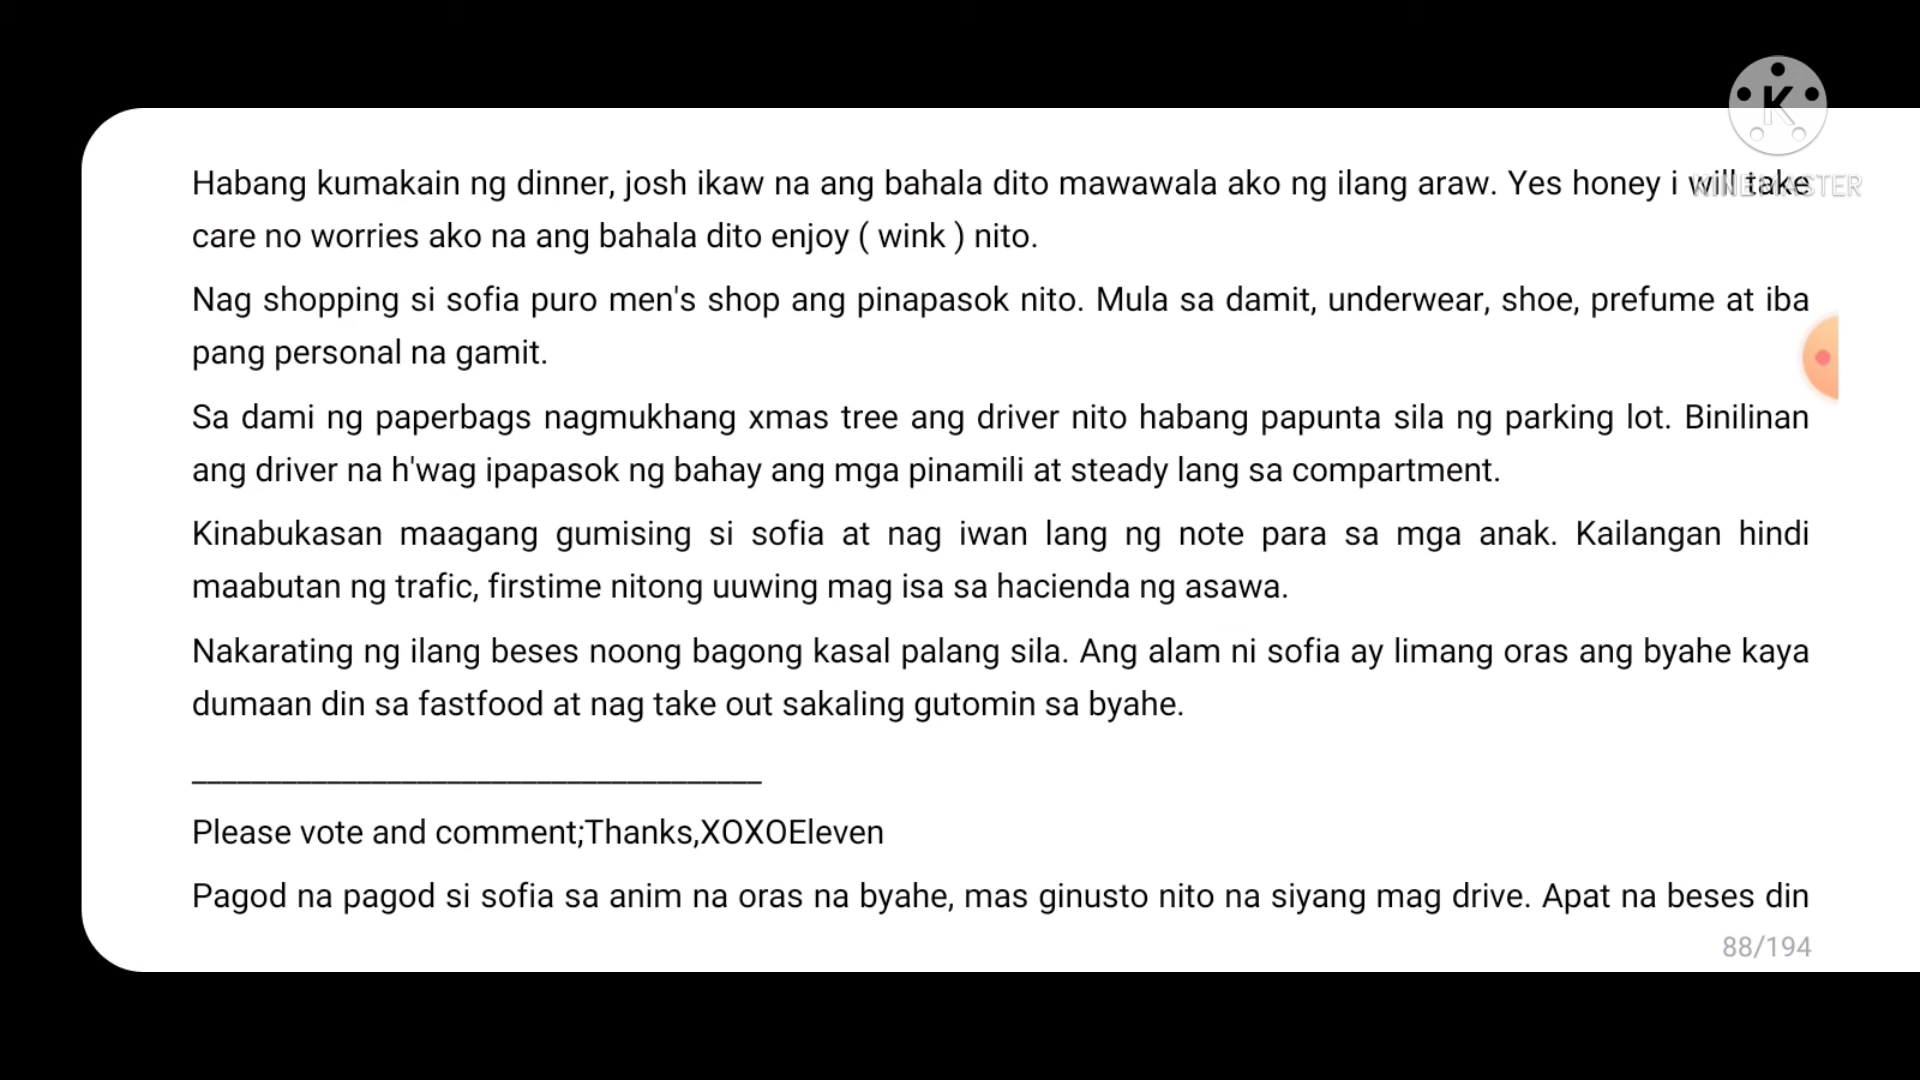 K
KINEMASTER
Habang kumakain ng dinner, josh ikaw na ang bahala dito mawawala ako ng ilang araw. Yes honey i will take
care no worries ako na ang bahala dito enjoy ( wink ) nito.
Nag shopping si sofia puro men's shop ang pinapasok nito. Mula sa damit, underwear, shoe, prefume at iba
pang personal na gamit.
Sa dami ng paperbags nagmukhang xmas tree ang driver nito habang papunta sila ng parking lot. Binilinan
ang driver na h'wag ipapasok ng bahay ang mga pinamili at steady lang sa compartment.
Kinabukasan maagang gumising si sofia at nag iwan lang ng note para sa mga anak. Kailangan hindi
maabutan ng trafic, firstime nitong uuwing mag isa sa hacienda ng asawa.
Nakarating ng ilang beses noong bagong kasal palang sila. Ang alam ni sofia ay limang oras ang byahe kaya
dumaan din sa fastfood at nag take out sakaling gutomin sa byahe.
______________________________________
Please vote and comment;Thanks,XOXOEleven
Pagod na pagod si sofia sa anim na oras na byahe, mas ginusto nito na siyang mag drive. Apat na beses din
88/194